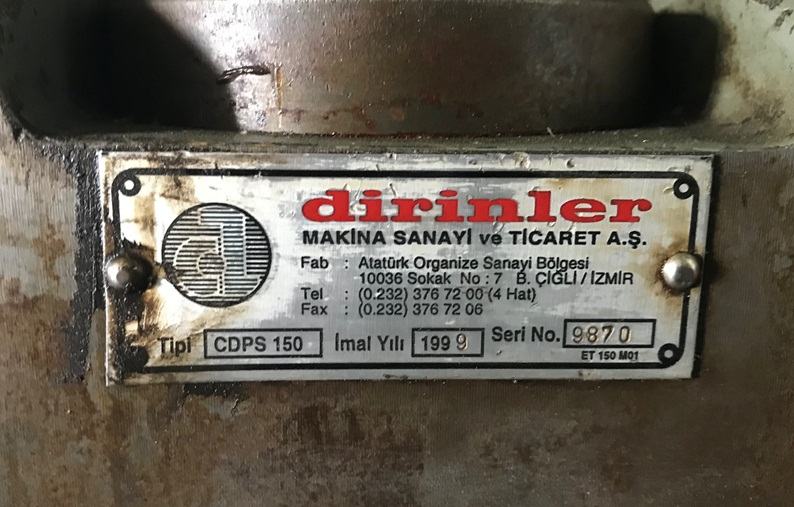 dirinler
MAKİNA SANAYİ ve TİCARET A.Ş.
Fab : Atatürk Organize Sanayi Bölgesi
10036 Sokak No : 7 B. ÇİĞLİ / İZMİR
Tel : (0.232) 376 72 00 (4 Hat)
Fax : (0.232) 376 72 06
Tipi CDPS 150 İmal Yılı 1999 Seri No. 9870
ET 150 M01